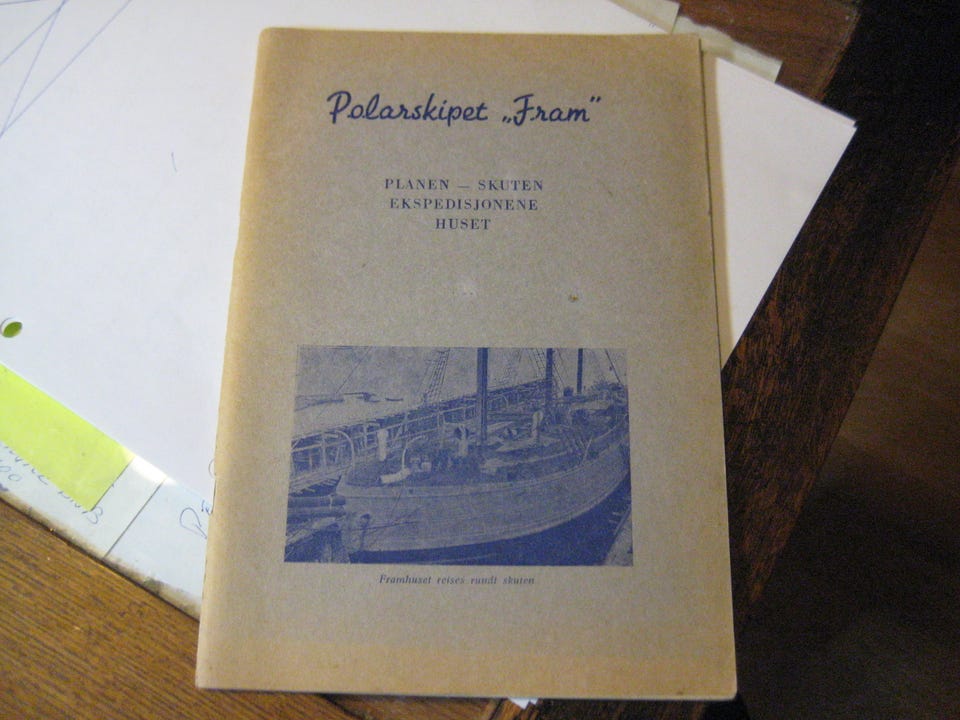 Polarskipet „Fram”
PLANEN — SKUTEN
EKSPEDISJONENE
HUSET
Framhuset reises rundt skuten